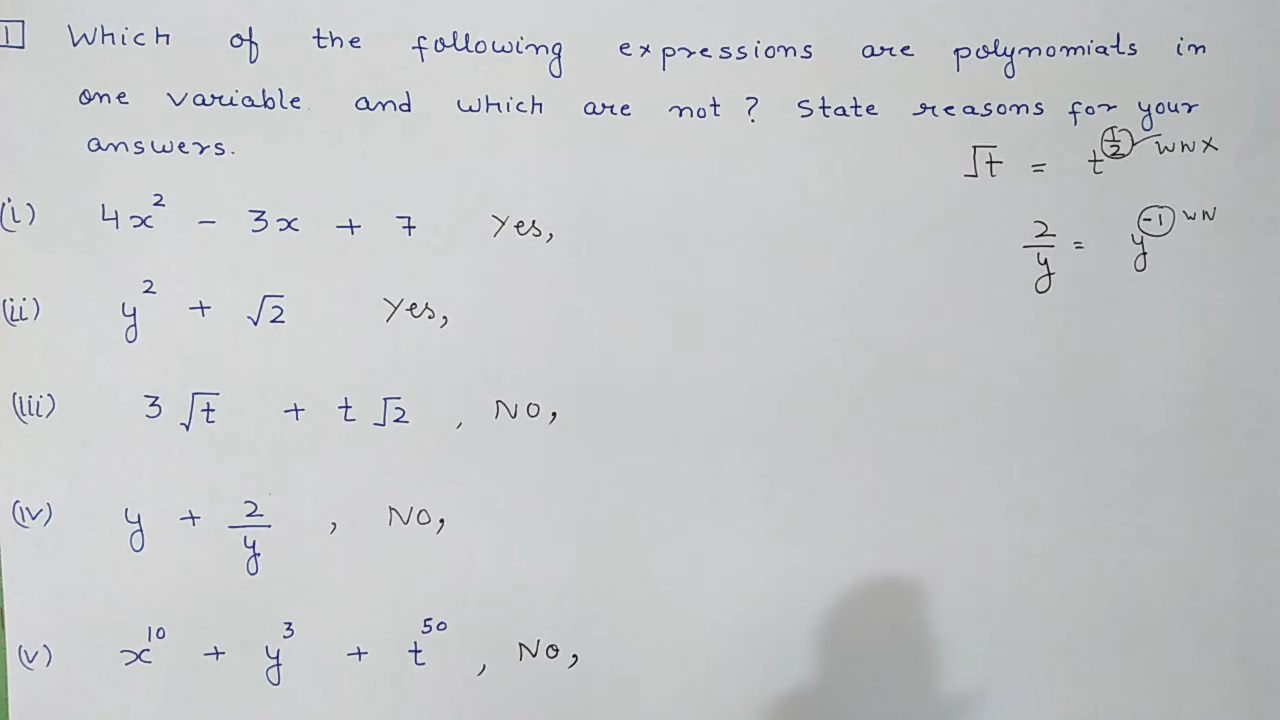 1 Which of the following expressions are polynomials in
one variable and which are not ? State reasons for your
answers.
√t = t^(1/2) WN X
(i) 4x² - 3x + 7 Yes,
2/y = y^(-1) WN
(ii) y² + √2 Yes,
(iii) 3 √t + t √2 , NO,
(iv) y + 2/y , NO,
(v) x¹⁰ + y³ + t⁵⁰ , No,